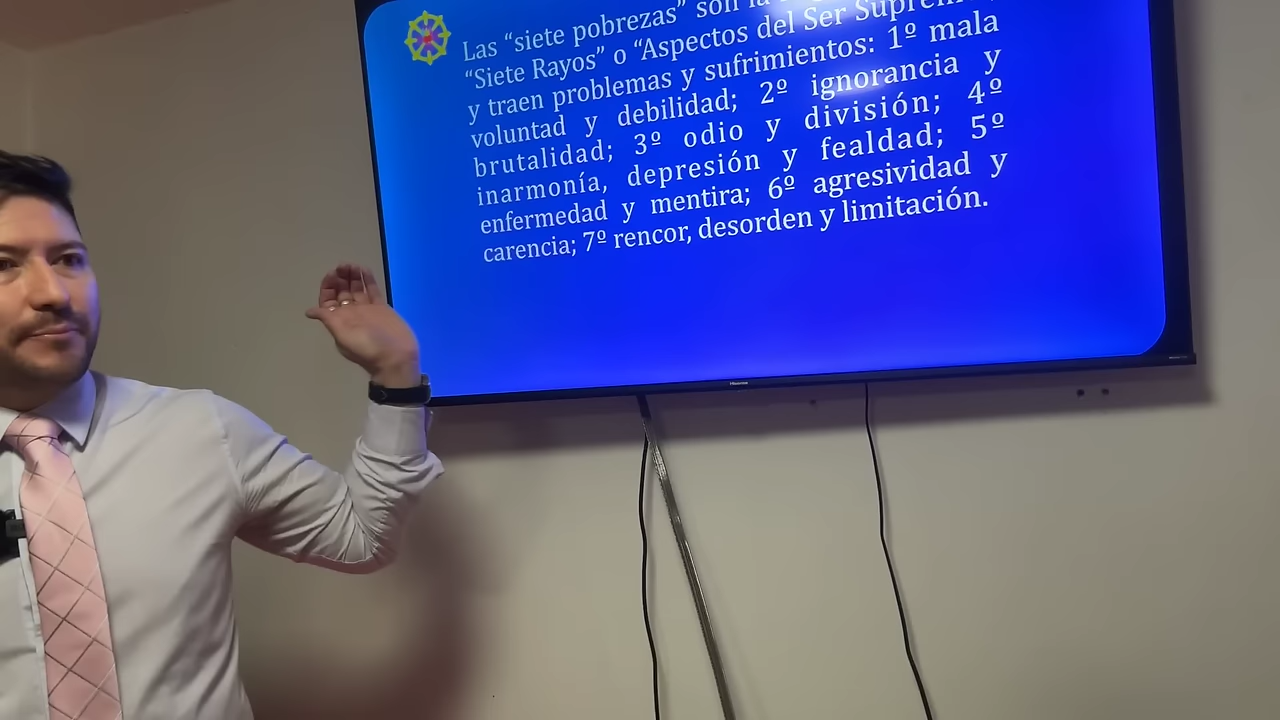 Las “siete pobrezas” son la
“Siete Rayos” o “Aspectos del Ser
y traen problemas y sufrimientos: 1º mala
voluntad y debilidad; 2º ignorancia y
brutalidad; 3º odio y división; 4º
inarmonía, depresión y fealdad; 5º
enfermedad y mentira; 6º agresividad y
carencia; 7º rencor, desorden y limitación.
Hisense